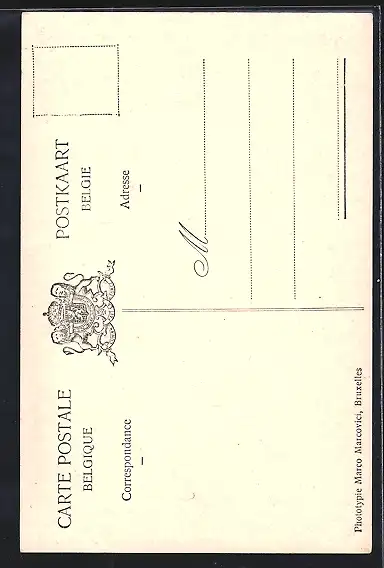 CARTE POSTALE
BELGIQUE
POSTKAART
BELGIE
Correspondance
Adresse
M
Phototypie Marco Marcovici, Bruxelles